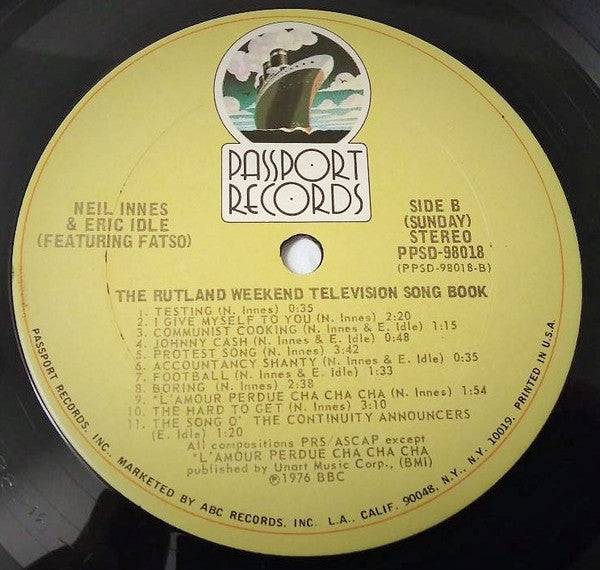 PASSPORT
RECORDS
NEIL INNES
& ERIC IDLE
(FEATURING FATSO)
SIDE B
(SUNDAY)
STEREO
PPSD-98018
(PPSD-98018-B)
THE RUTLAND WEEKEND TELEVISION SONG BOOK
1. TESTING (N. Innes) 0:35
2. I GIVE MYSELF TO YOU (N. Innes) 2:20
3. COMMUNIST COOKING (N. Innes & E. Idle) 1:15
4. JOHNNY CASH (N. Innes & E. Idle) 0:48
5. PROTEST SONG (N. Innes) 3:42
6. ACCOUNTANCY SHANTY (N. Innes & E. Idle) 0:35
7. FOOTBALL (N. Innes & E. Idle) 1:33
8. BORING (N. Innes) 2:38
9. *L'AMOUR PERDUE CHA CHA CHA (N. Innes) 1:54
10. THE HARD TO GET (N. Innes) 3:10
11. THE SONG O' THE CONTINUITY ANNOUNCERS
(E. Idle) 1:20
All compositions PRS/ASCAP except
*L'AMOUR PERDUE CHA CHA CHA
published by Unart Music Corp., (BMI)
℗1976 BBC
PASSPORT RECORDS, INC. MARKETED BY ABC RECORDS, INC. L.A., CALIF. 90048, N.Y., N.Y. 10019. PRINTED IN U.S.A.